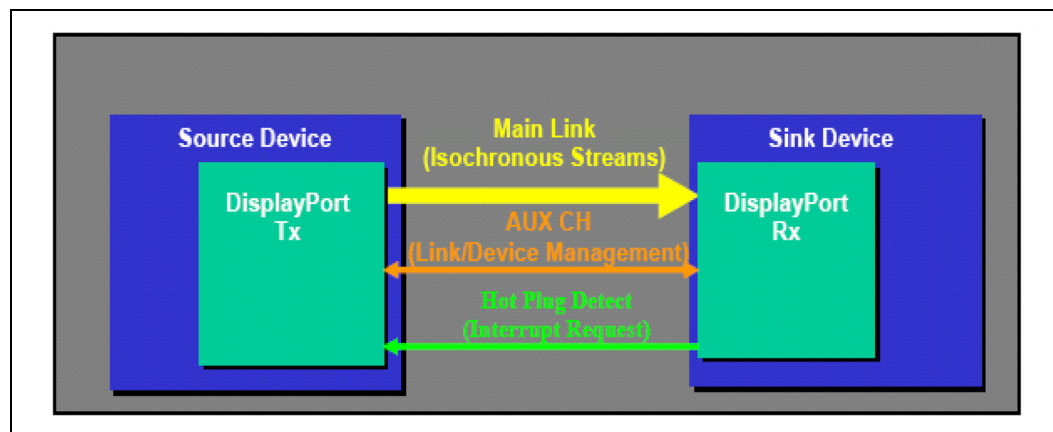 Source Device
Main Link
(Isochronous Streams)
Sink Device
DisplayPort
Tx
AUX CH
(Link/Device Management)
DisplayPort
Rx
Hot Plug Detect
(Interrupt Request)